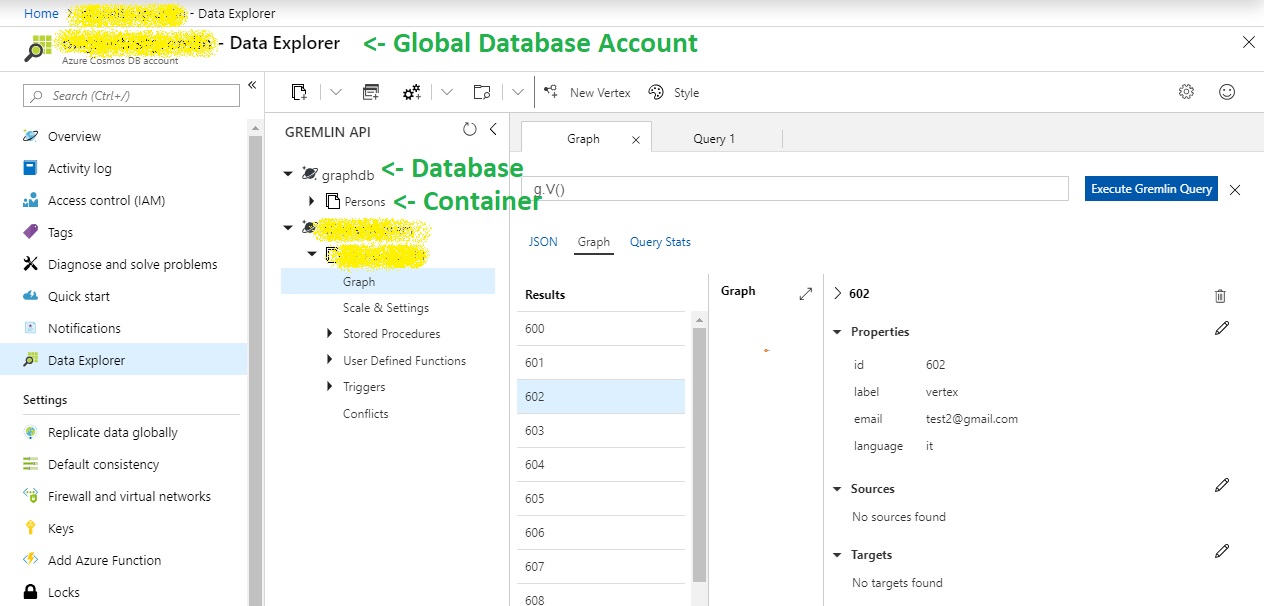 Home > - Data Explorer
- Data Explorer <- Global Database Account
Azure Cosmos DB account
Search (Ctrl+/)
«
Overview
Activity log
Access control (IAM)
Tags
Diagnose and solve problems
Quick start
Notifications
Data Explorer
Settings
Replicate data globally
Default consistency
Firewall and virtual networks
Keys
Add Azure Function
Locks
New Vertex
Style
GREMLIN API
graphdb <- Database
Persons <- Container
Graph
Scale & Settings
Stored Procedures
User Defined Functions
Triggers
Conflicts
Graph
Query 1
g.V()
Execute Gremlin Query
JSON
Graph
Query Stats
Results
600
601
602
603
604
605
606
607
608
Graph
602
Properties
id 602
label vertex
email test2@gmail.com
language it
Sources
No sources found
Targets
No targets found